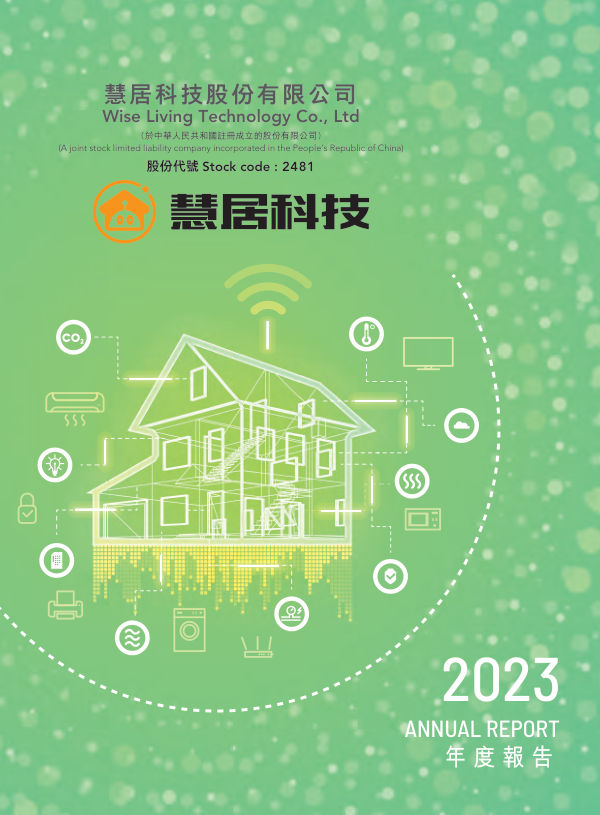 慧居科技股份有限公司
Wise Living Technology Co., Ltd
（於中華人民共和國註冊成立的股份有限公司）
(A joint stock limited liability company incorporated in the People's Republic of China)
股份代號 Stock code : 2481
慧居科技
CO₂
2023
ANNUAL REPORT
年度報告